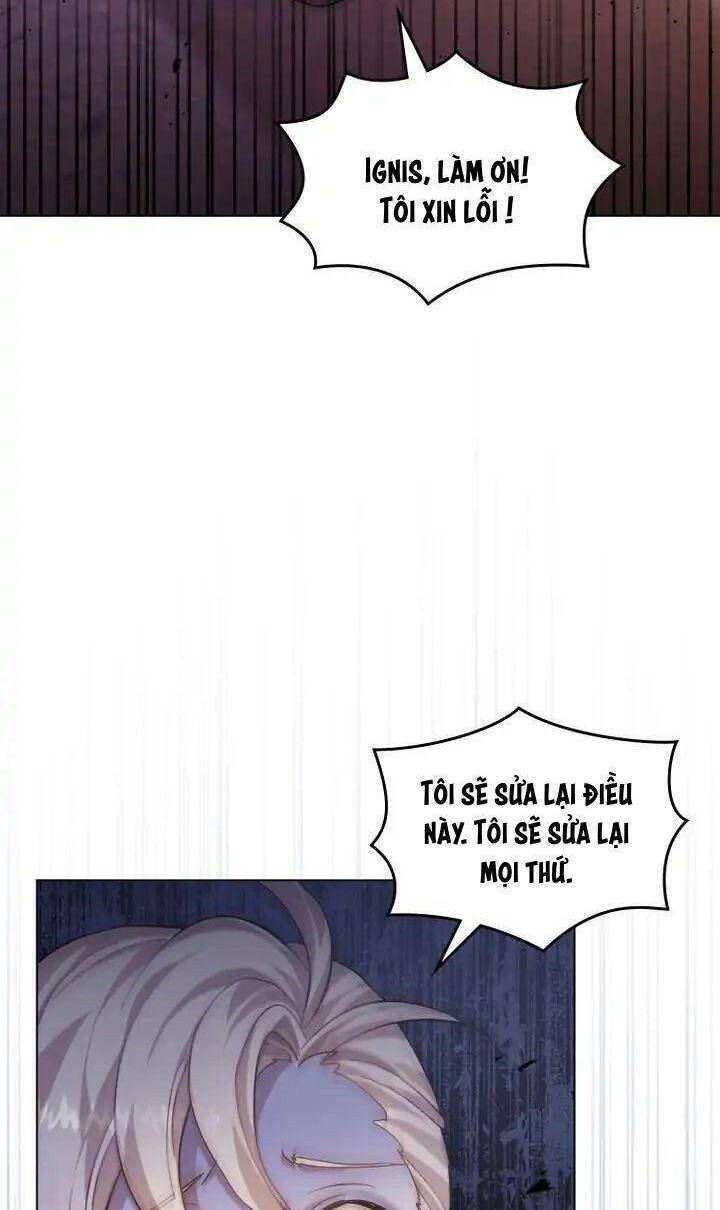 IGNIS, LÀM ƠN!
TÔI XIN LỖI !
TÔI SẼ SỬA LẠI ĐIỀU
NÀY. TÔI SẼ SỬA LẠI
MỌI THỨ.